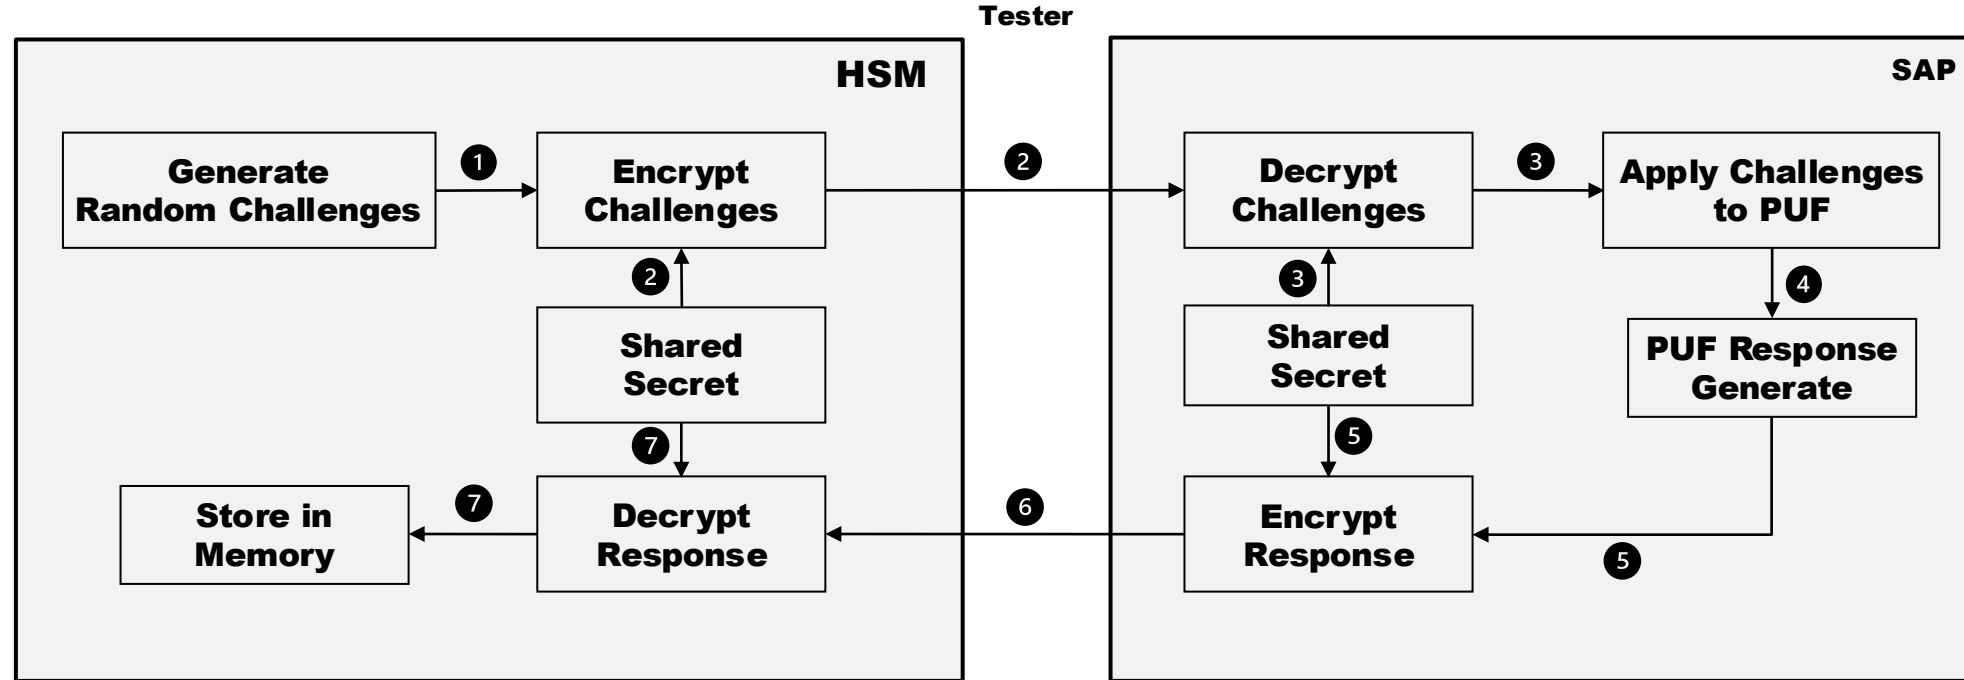 Tester
HSM
SAP
Generate
Random Challenges
1
Encrypt
Challenges
2
Decrypt
Challenges
3
Apply Challenges
to PUF
2
3
4
Shared
Secret
Shared
Secret
PUF Response
Generate
7
5
Store in
Memory
7
Decrypt
Response
6
Encrypt
Response
5